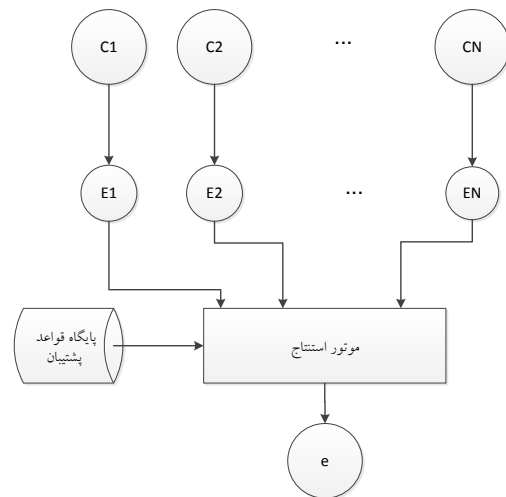 C1
C2
...
CN
E1
E2
...
EN
پایگاه قواعد
پشتیبان
موتور استنتاج
e